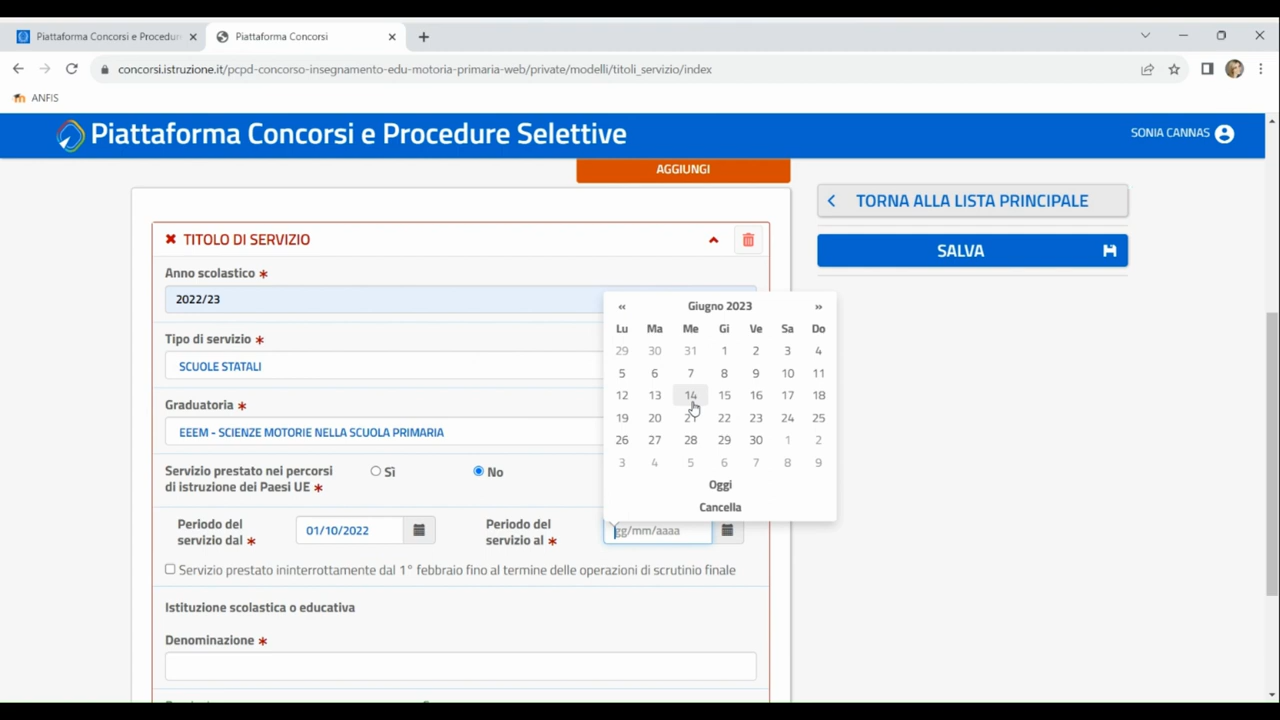 Piattaforma Concorsi e Procedur
Piattaforma Concorsi
concorsi.istruzione.it/pcpd-concorso-insegnamento-edu-motoria-primaria-web/private/modelli/titoli_servizio/index
ANFIS
Piattaforma Concorsi e Procedure Selettive
SONIA CANNAS
AGGIUNGI
TORNA ALLA LISTA PRINCIPALE
SALVA
TITOLO DI SERVIZIO
Anno scolastico *
2022/23
Tipo di servizio *
SCUOLE STATALI
Graduatoria *
EEEM - SCIENZE MOTORIE NELLA SCUOLA PRIMARIA
Servizio prestato nei percorsi
di istruzione dei Paesi UE *
Sì
No
« Giugno 2023 »
Lu Ma Me Gi Ve Sa Do
29 30 31 1 2 3 4
5 6 7 8 9 10 11
12 13 14 15 16 17 18
19 20 21 22 23 24 25
26 27 28 29 30 1 2
3 4 5 6 7 8 9
Oggi
Cancella
Periodo del
servizio dal *
01/10/2022
Periodo del
servizio al *
gg/mm/aaaa
Servizio prestato ininterrottamente dal 1° febbraio fino al termine delle operazioni di scrutinio finale
Istituzione scolastica o educativa
Denominazione *